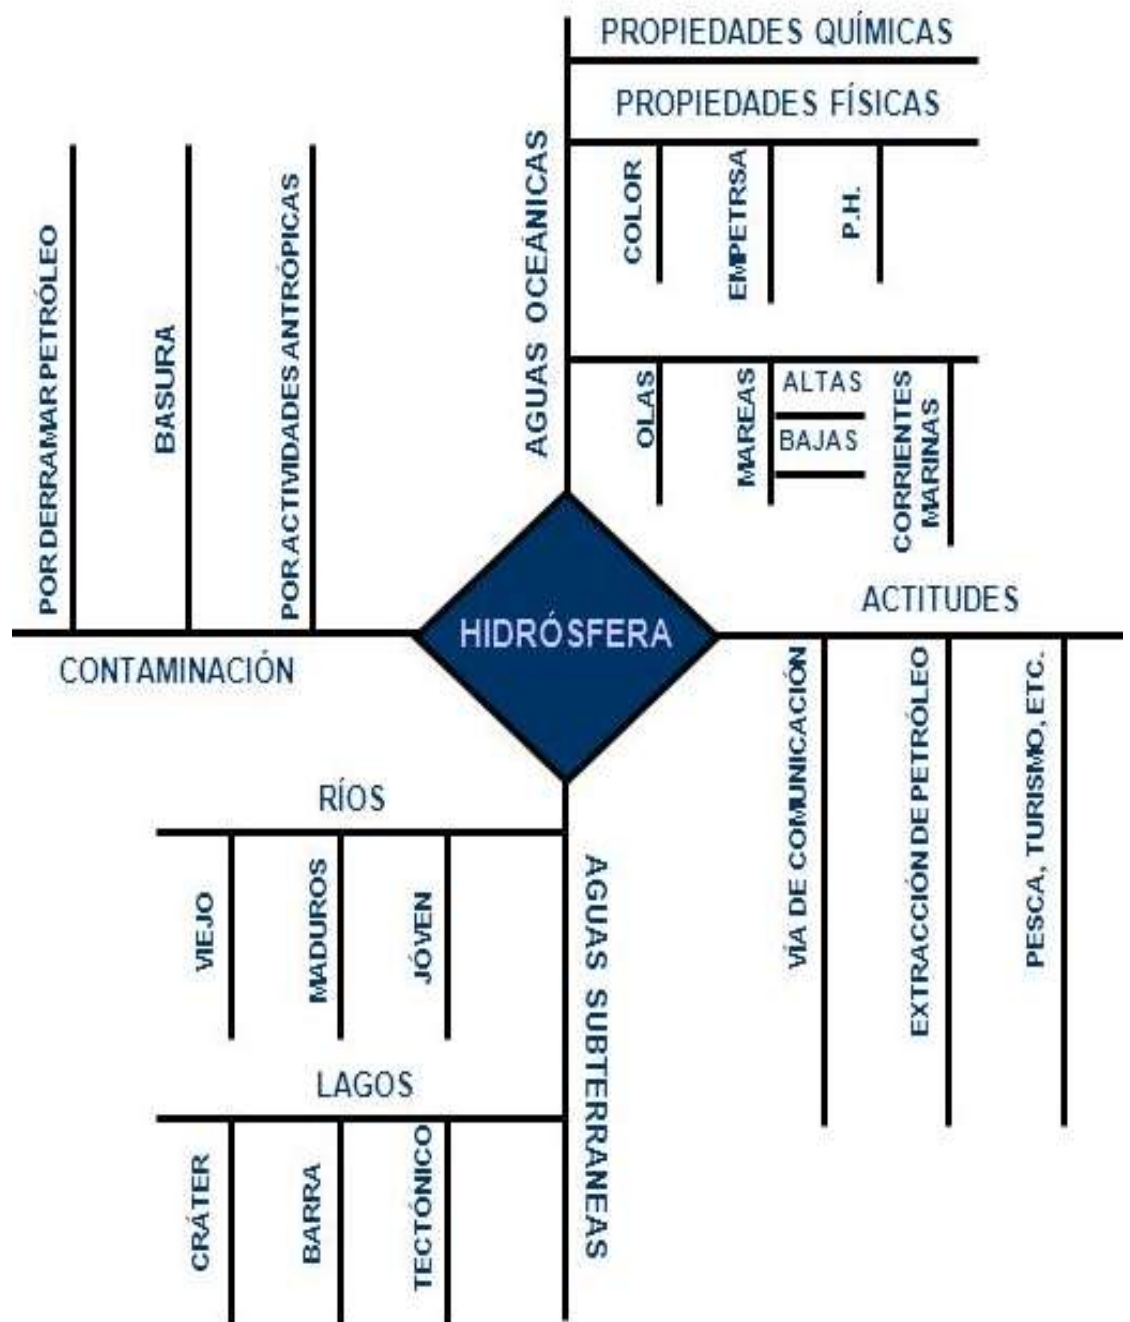 PROPIEDADES QUÍMICAS
PROPIEDADES FÍSICAS
AGUAS OCEÁNICAS
COLOR
EMPETRSA
P.H.
OLAS
MAREAS
ALTAS
BAJAS
CORRIENTES
MARINAS
POR DERRAMAR PETRÓLEO
BASURA
POR ACTIVIDADES ANTRÓPICAS
CONTAMINACIÓN
HIDRÓSFERA
ACTITUDES
VÍA DE COMUNICACIÓN
EXTRACCIÓN DE PETRÓLEO
PESCA, TURISMO, ETC.
RÍOS
VIEJO
MADUROS
JÓVEN
AGUAS SUBTERRANEAS
LAGOS
CRÁTER
BARRA
TECTÓNICO